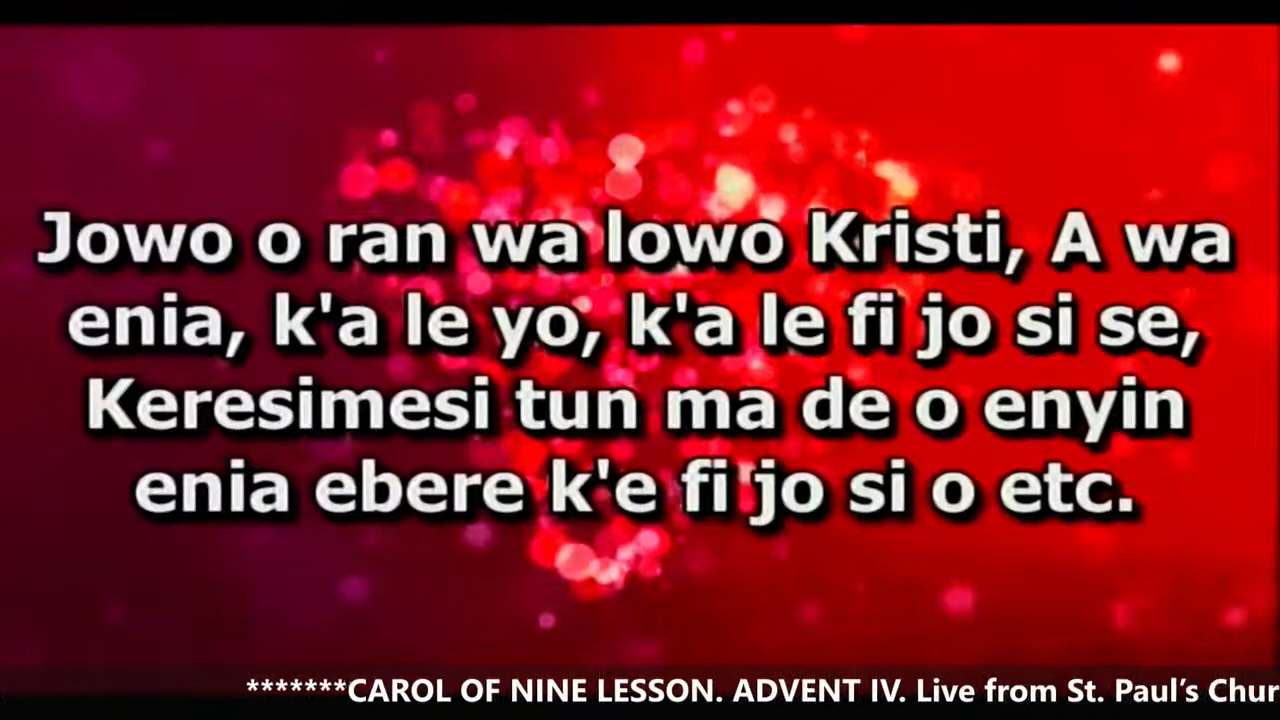 Jowo o ran wa lowo Kristi, A wa
enia, k'a le yo, k'a le fi jo si se,
Keresimesi tun ma de o enyin
enia ebere k'e fi jo si o etc.
*******CAROL OF NINE LESSON. ADVENT IV. Live from St. Paul’s Chur